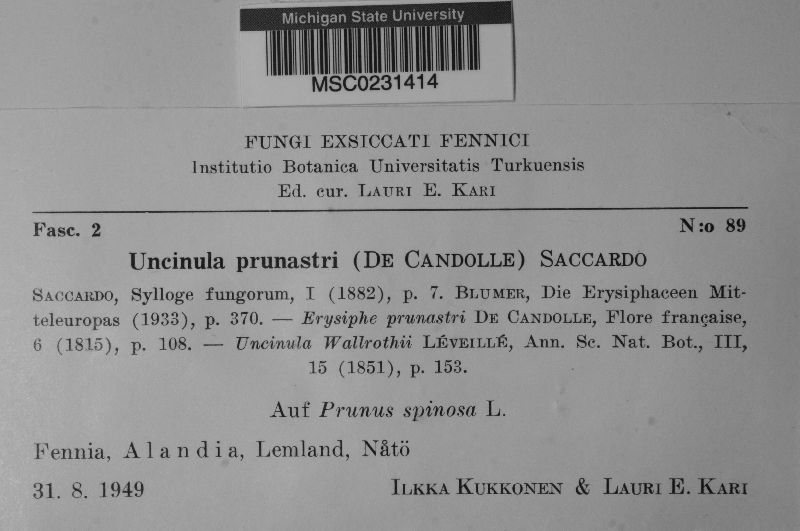 Michigan State University
MSC0231414
FUNGI EXSICCATI FENNICI
Institutio Botanica Universitatis Turkuensis
Ed. cur. LAURI E. KARI
Fasc. 2 N:o 89
Uncinula prunastri (DE CANDOLLE) SACCARDO
SACCARDO, Sylloge fungorum, I (1882), p. 7. BLUMER, Die Erysiphaceen Mit-
teleuropas (1933), p. 370. — Erysiphe prunastri DE CANDOLLE, Flore française,
6 (1815), p. 108. — Uncinula Wallrothii LÉVEILLÉ, Ann. Sc. Nat. Bot., III,
15 (1851), p. 153.
Auf Prunus spinosa L.
Fennia, Alandia, Lemland, Nåtö
31. 8. 1949 ILKKA KUKKONEN & LAURI E. KARI